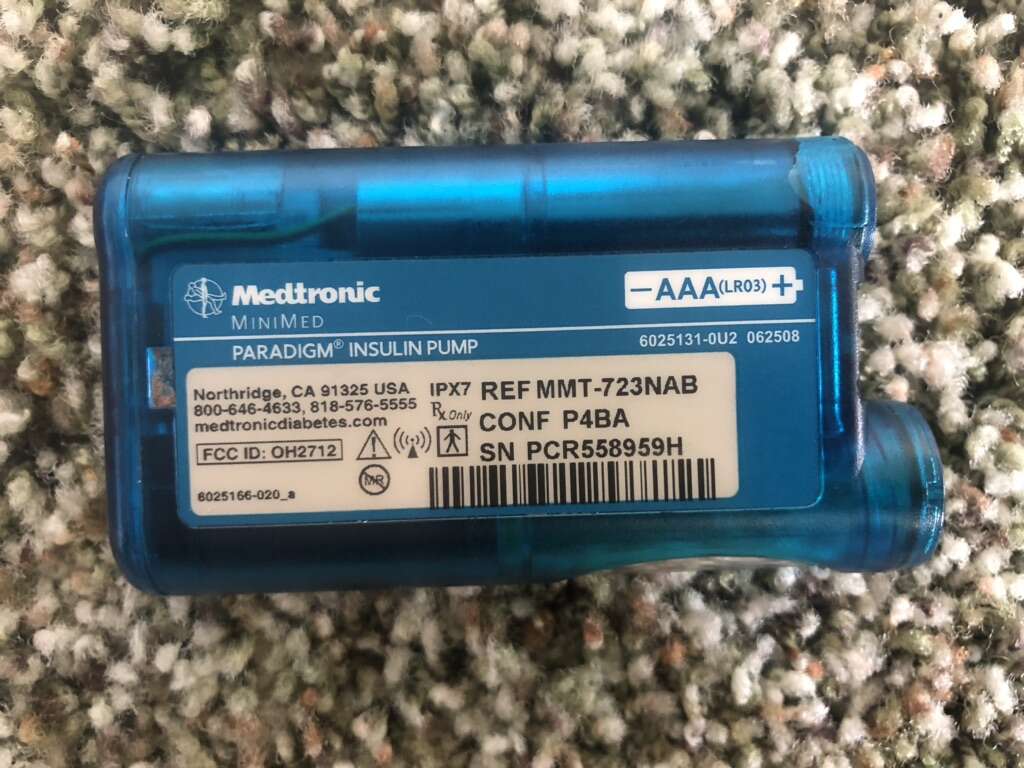 Medtronic
MINIMED
− AAA (LR03) +
PARADIGM® INSULIN PUMP
6025131-0U2 062508
Northridge, CA 91325 USA
800-646-4633, 818-576-5555
medtronicdiabetes.com
FCC ID: OH2712
6025166-020_a
IPX7
Rx Only
MR
REF MMT-723NAB
CONF P4BA
SN PCR558959H